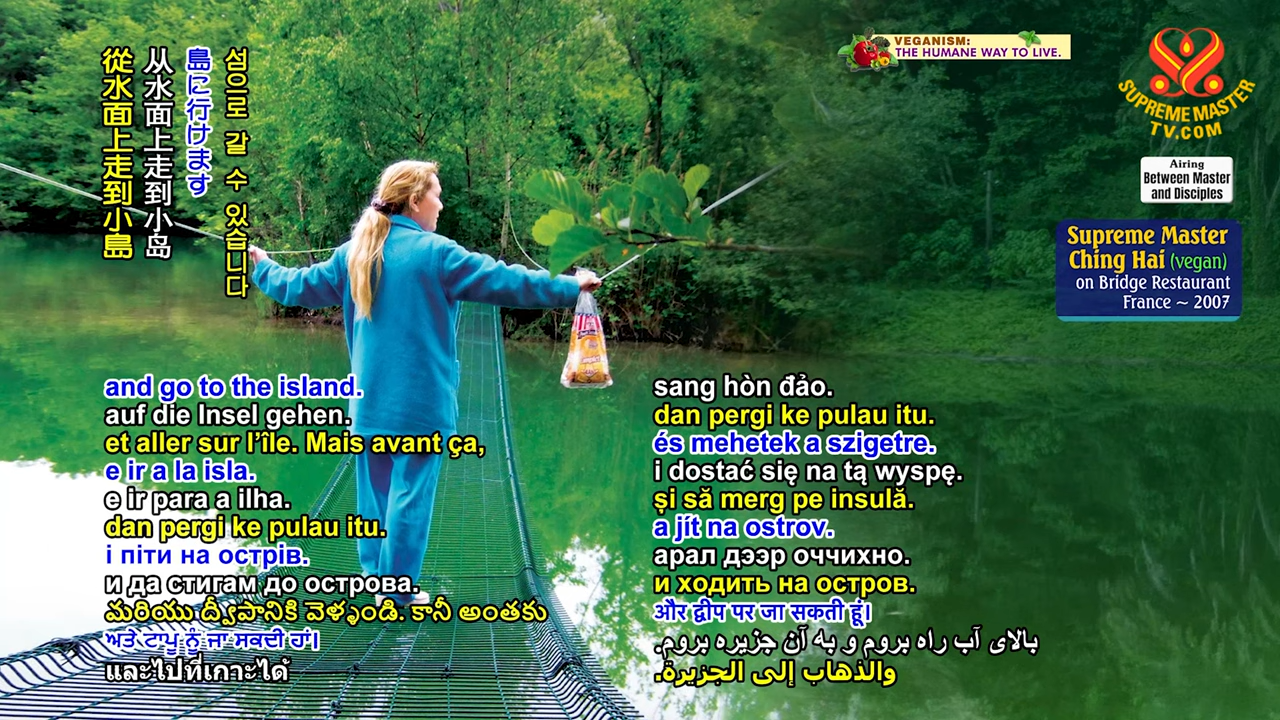 섬으로 갈 수 있습니다
島に行けます
从水面上走到小岛
從水面上走到小島
VEGANISM:
THE HUMANE WAY TO LIVE.
SUPREME MASTER
TV.COM
Airing
Between Master
and Disciples
Supreme Master
Ching Hai (vegan)
on Bridge Restaurant
France ~ 2007
and go to the island.
auf die Insel gehen.
et aller sur l’île. Mais avant ça,
e ir a la isla.
e ir para a ilha.
dan pergi ke pulau itu.
і піти на острів.
и да стигам до острова.
మరియు ద్వీపానికి వెళ్ళండి. కానీ అంతకు
ਅਤੇ ਟਾਪੂ ਨੂੰ ਜਾ ਸਕਦੀ ਹਾਂ।
และไปที่เกาะได้
sang hòn đảo.
dan pergi ke pulau itu.
és mehetek a szigetre.
i dostać się na tą wyspę.
și să merg pe insulă.
a jít na ostrov.
арал дээр оччихно.
и ходить на остров.
और द्वीप पर जा सकती हूं।
بالای آب راه بروم و به آن جزیره بروم.
والذهاب إلى الجزيرة.